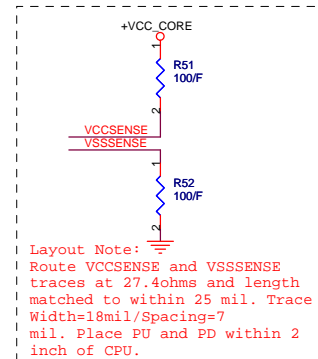 +VCC_CORE
1
R51
100/F
2
VCCSENSE
VSSSENSE
1
R52
100/F
2
Layout Note:
Route VCCSENSE and VSSSENSE
traces at 27.4ohms and length
matched to within 25 mil. Trace
Width=18mil/Spacing=7
mil. Place PU and PD within 2
inch of CPU.